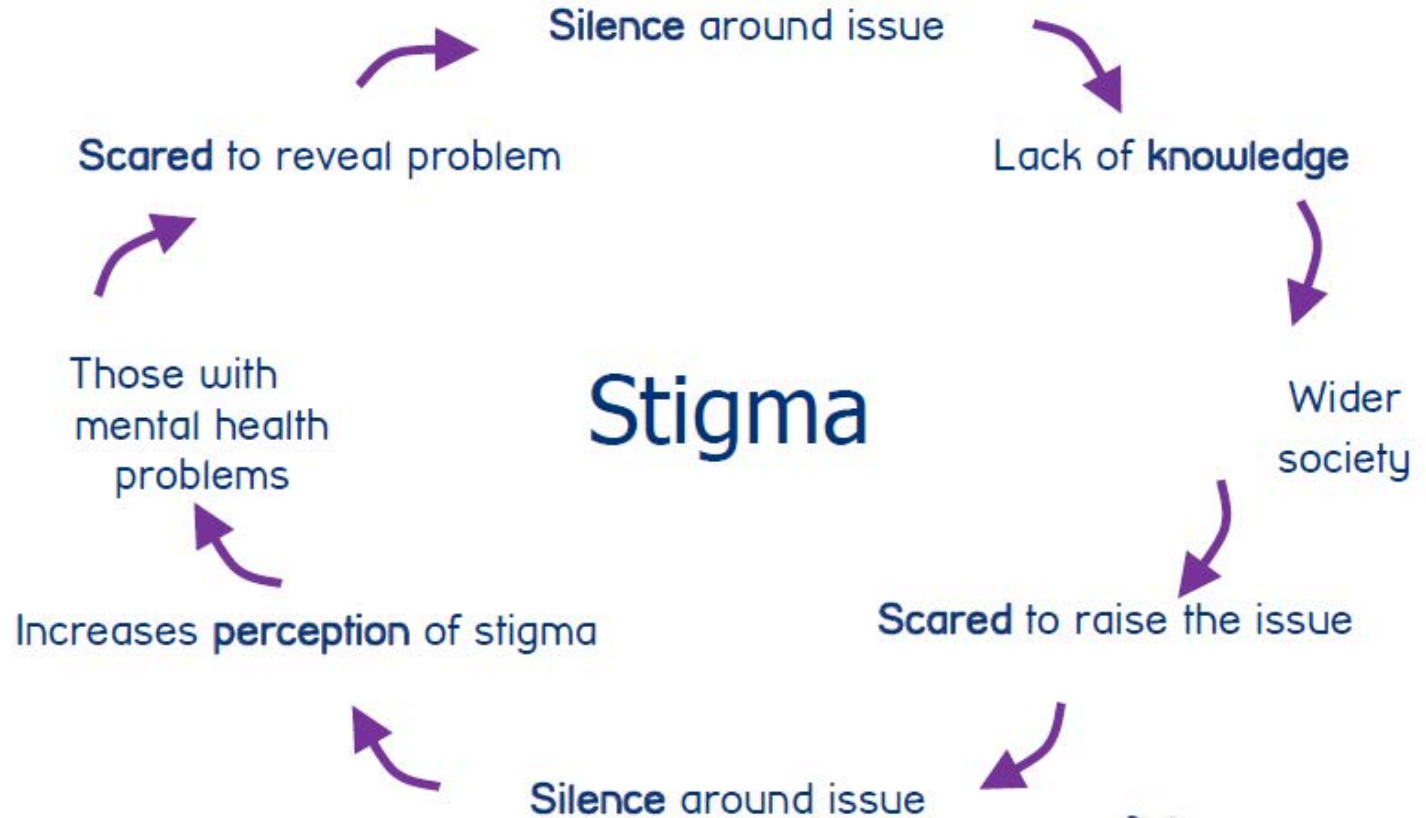 Silence around issue
Scared to reveal problem
Lack of knowledge
Those with
mental health
problems
Stigma
Wider
society
Increases perception of stigma
Scared to raise the issue
Silence around issue